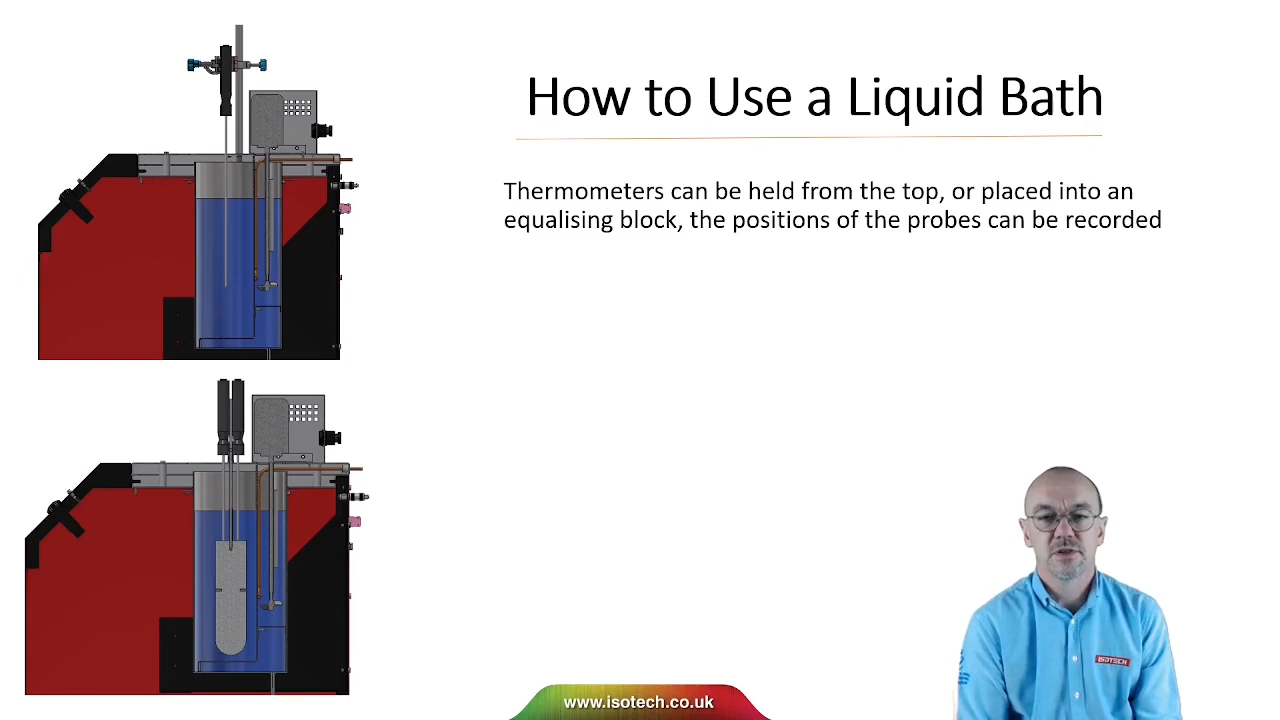 How to Use a Liquid Bath
Thermometers can be held from the top, or placed into an
equalising block, the positions of the probes can be recorded
ISOTECH
www.isotech.co.uk